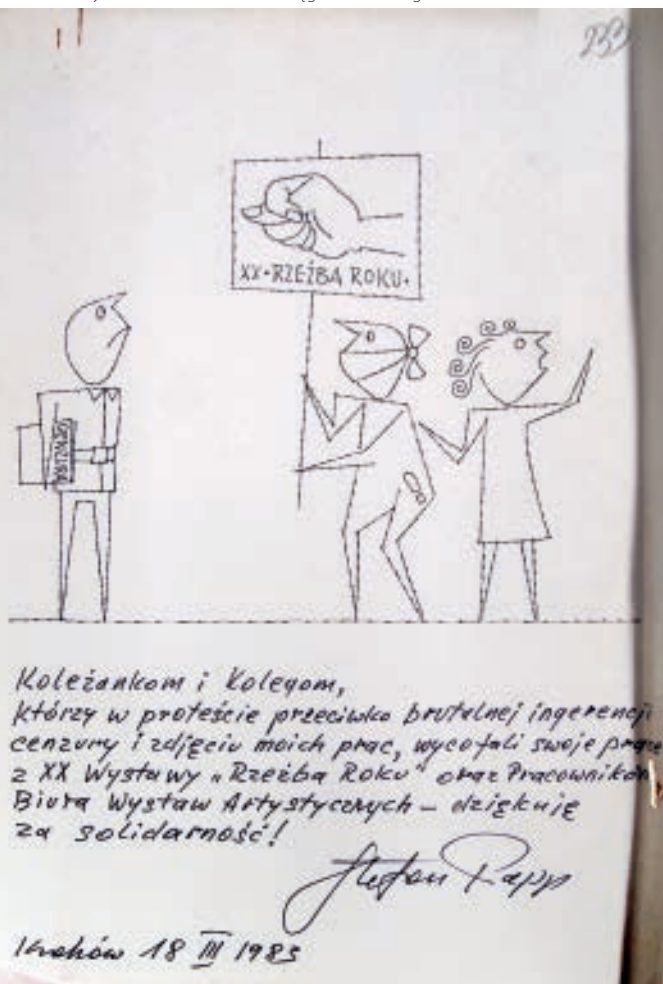 233
XX·RZEŹBA ROKU·
Koleżankom i Kolegom,
którzy w proteście przeciwko brutalnej ingerencji
cenzury i zdjęciu moich prac, wycofali swoje prace
z XX Wystawy „Rzeźba Roku" oraz Pracownikom
Biura Wystaw Artystycznych – dziękuję
za solidarność!
Stefan Papp
Kraków 18 III 1985